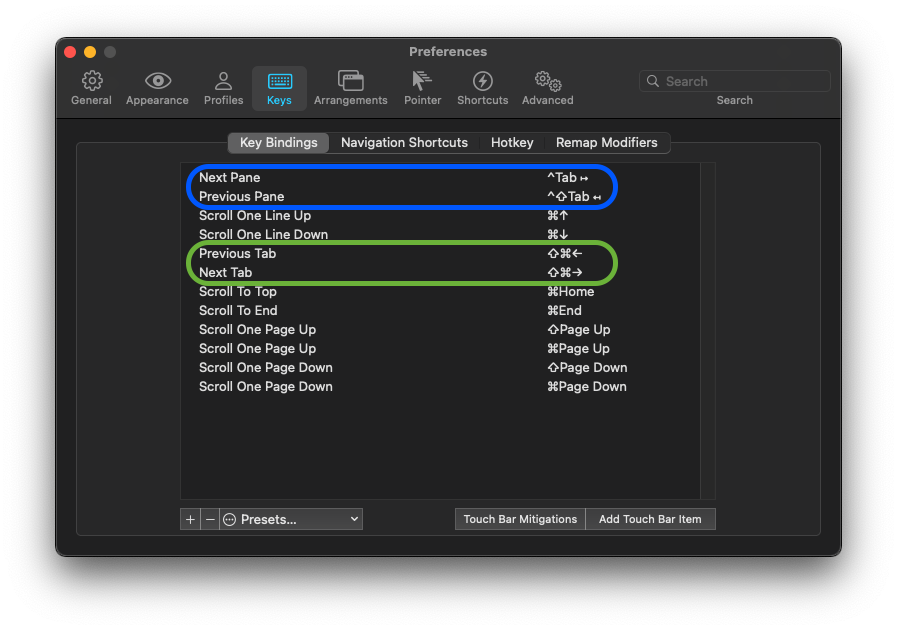 Preferences
General Appearance Profiles Keys Arrangements Pointer Shortcuts Advanced Search
Search
Key Bindings Navigation Shortcuts Hotkey Remap Modifiers
Next Pane ^Tab ↦
Previous Pane ^⇧Tab ↤
Scroll One Line Up ⌘↑
Scroll One Line Down ⌘↓
Previous Tab ⇧⌘←
Next Tab ⇧⌘→
Scroll To Top ⌘Home
Scroll To End ⌘End
Scroll One Page Up ⇧Page Up
Scroll One Page Up ⌘Page Up
Scroll One Page Down ⇧Page Down
Scroll One Page Down ⌘Page Down
+ − Presets... Touch Bar Mitigations Add Touch Bar Item